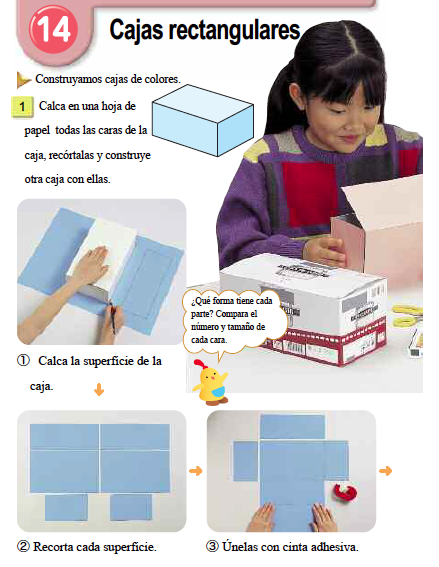 14
Cajas rectangulares
Construyamos cajas de colores.
1 Calca en una hoja de
papel todas las caras de la
caja, recórtalas y construye
otra caja con ellas.
¿Qué forma tiene cada
parte? Compara el
número y tamaño de
cada cara.
① Calca la superficie de la
caja.
② Recorta cada superficie.
③ Únelas con cinta adhesiva.